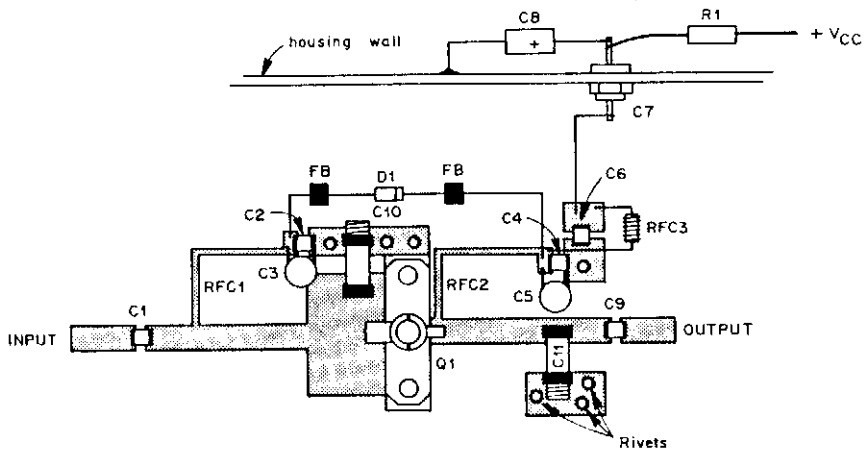 C8
+
R1
+ VCC
housing wall
C7
FB
D1
FB
C10
C6
C2
C4
RFC3
C3
RFC1
RFC2
C5
C1
C9
INPUT
OUTPUT
Q1
C11
Rivets